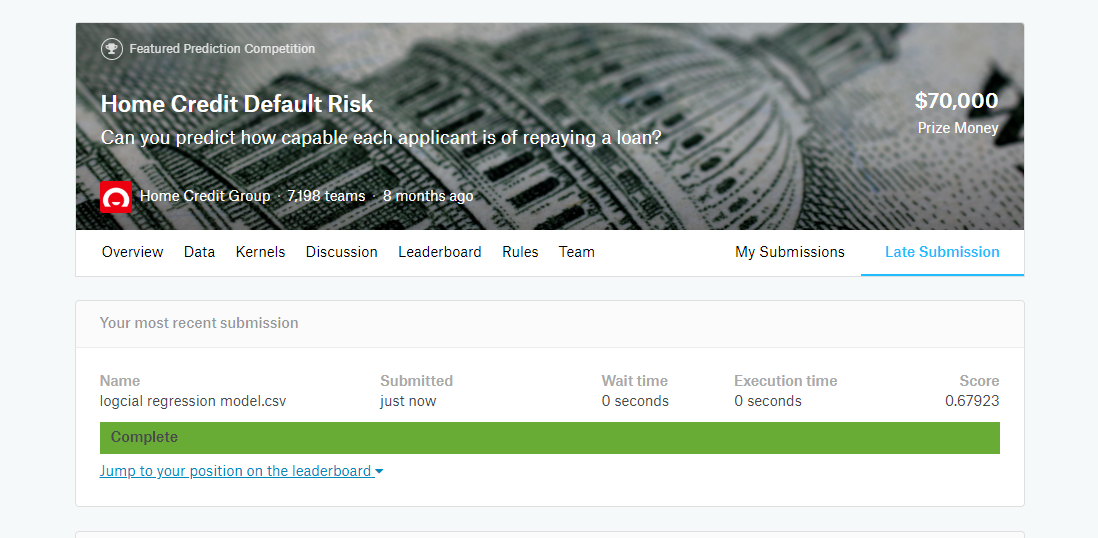 Featured Prediction Competition
Home Credit Default Risk
$70,000
Can you predict how capable each applicant is of repaying a loan?
Prize Money
Home Credit Group · 7,198 teams · 8 months ago
Overview Data Kernels Discussion Leaderboard Rules Team My Submissions Late Submission
Your most recent submission
Name Submitted Wait time Execution time Score
logcial regression model.csv just now 0 seconds 0 seconds 0.67923
Complete
Jump to your position on the leaderboard